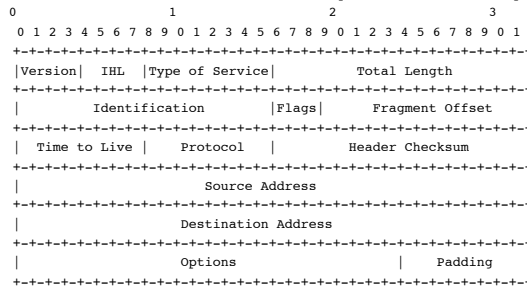 0                   1                   2                   3
 0 1 2 3 4 5 6 7 8 9 0 1 2 3 4 5 6 7 8 9 0 1 2 3 4 5 6 7 8 9 0 1
+-+-+-+-+-+-+-+-+-+-+-+-+-+-+-+-+-+-+-+-+-+-+-+-+-+-+-+-+-+-+-+-
|Version|  IHL  |Type of Service|          Total Length
+-+-+-+-+-+-+-+-+-+-+-+-+-+-+-+-+-+-+-+-+-+-+-+-+-+-+-+-+-+-+-+-
|         Identification        |Flags|      Fragment Offset
+-+-+-+-+-+-+-+-+-+-+-+-+-+-+-+-+-+-+-+-+-+-+-+-+-+-+-+-+-+-+-+-
|  Time to Live |    Protocol   |         Header Checksum
+-+-+-+-+-+-+-+-+-+-+-+-+-+-+-+-+-+-+-+-+-+-+-+-+-+-+-+-+-+-+-+-
|                       Source Address
+-+-+-+-+-+-+-+-+-+-+-+-+-+-+-+-+-+-+-+-+-+-+-+-+-+-+-+-+-+-+-+-
|                    Destination Address
+-+-+-+-+-+-+-+-+-+-+-+-+-+-+-+-+-+-+-+-+-+-+-+-+-+-+-+-+-+-+-+-
|                    Options                    |    Padding
+-+-+-+-+-+-+-+-+-+-+-+-+-+-+-+-+-+-+-+-+-+-+-+-+-+-+-+-+-+-+-+-